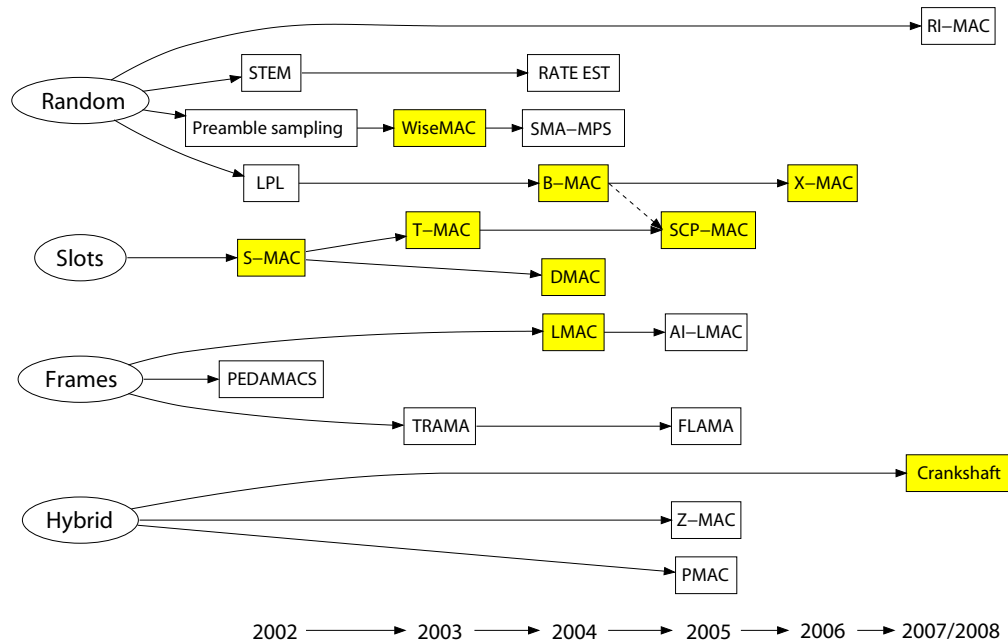 RI–MAC
STEM
RATE EST
Random
Preamble sampling
WiseMAC
SMA–MPS
LPL
B–MAC
X–MAC
T–MAC
SCP–MAC
Slots
S–MAC
DMAC
LMAC
AI–LMAC
Frames
PEDAMACS
TRAMA
FLAMA
Crankshaft
Hybrid
Z–MAC
PMAC
2002
2003
2004
2005
2006
2007/2008